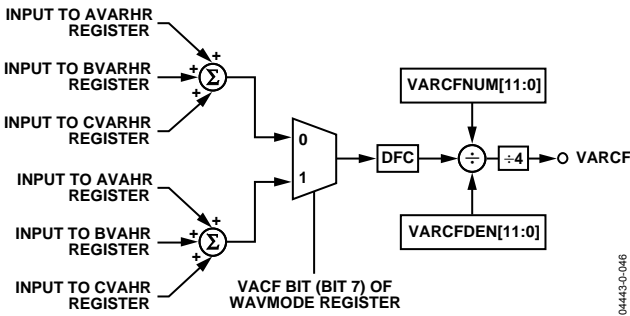 INPUT TO AVARHR
REGISTER
INPUT TO BVARHR
REGISTER
INPUT TO CVARHR
REGISTER
+
+
+
Σ
INPUT TO AVAHR
REGISTER
INPUT TO BVAHR
REGISTER
INPUT TO CVAHR
REGISTER
+
+
+
Σ
0
1
VACF BIT (BIT 7) OF
WAVMODE REGISTER
DFC
VARCFNUM[11:0]
÷
VARCFDEN[11:0]
÷4
VARCF
04443-0-046